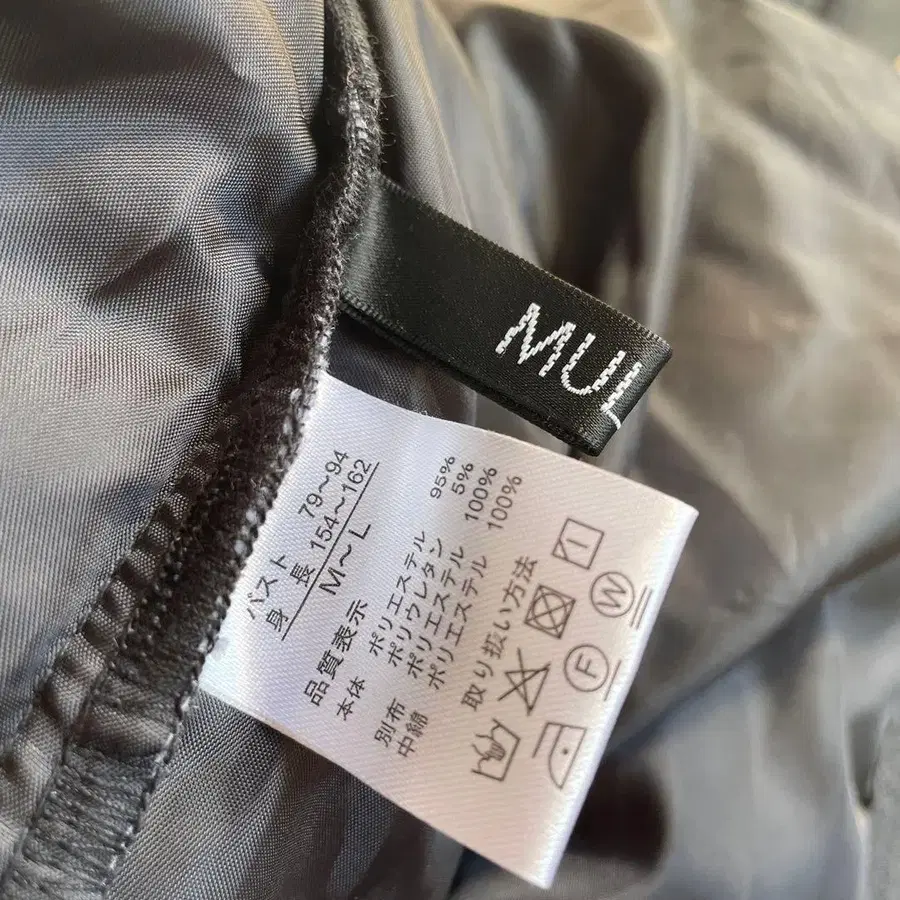 MUL
バスト 79～94
身長 154～162
M～L
品質表示
本体 ポリエステル 95%
ポリウレタン 5%
別布 ポリエステル 100%
中綿 ポリエステル 100%
取り扱い方法
W
F